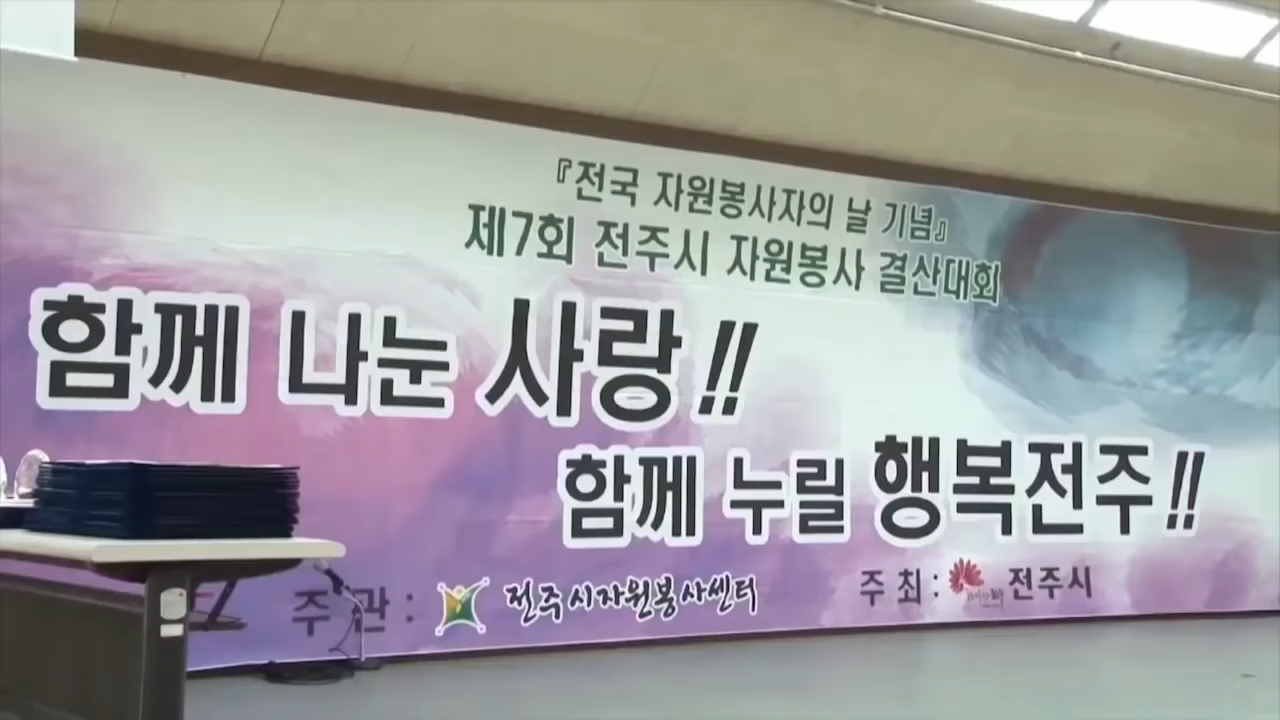 『전국 자원봉사자의 날 기념』
제7회 전주시 자원봉사 결산대회
함께 나눈 사랑!!
함께 누릴 행복전주!!
주관: 전주시자원봉사센터
주최: 전주시